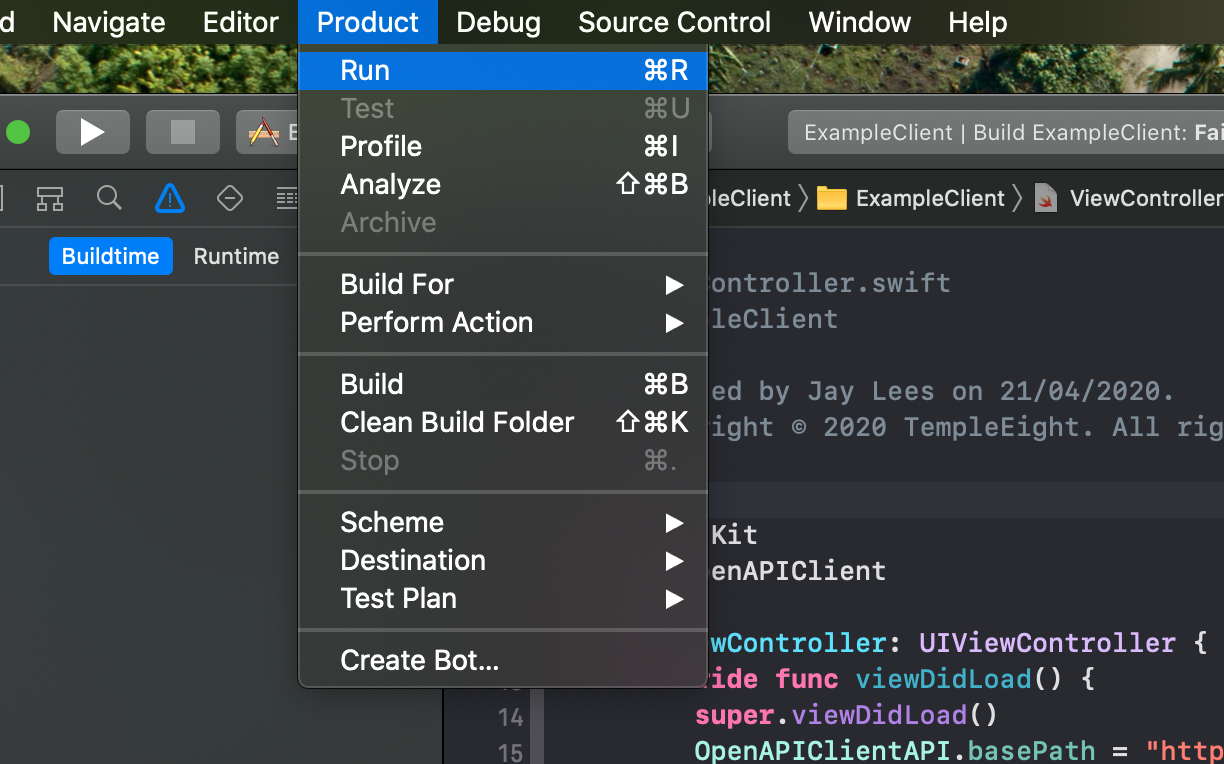 Navigate Editor Product Debug Source Control Window Help
Run ⌘R
Test ⌘U
Profile ⌘I
Analyze ⇧⌘B
Archive
Build For ▶
Perform Action ▶
Build ⌘B
Clean Build Folder ⇧⌘K
Stop ⌘.
Scheme ▶
Destination ▶
Test Plan ▶
Create Bot...
ExampleClient | Build ExampleClient: Fai
leClient ExampleClient ViewController
Buildtime Runtime
ontroller.swift
leClient
ed by Jay Lees on 21/04/2020.
right © 2020 TempleEight. All rig
Kit
enAPIClient
wController: UIViewController {
ride func viewDidLoad() {
14 super.viewDidLoad()
15 OpenAPIClientAPI.basePath = "http